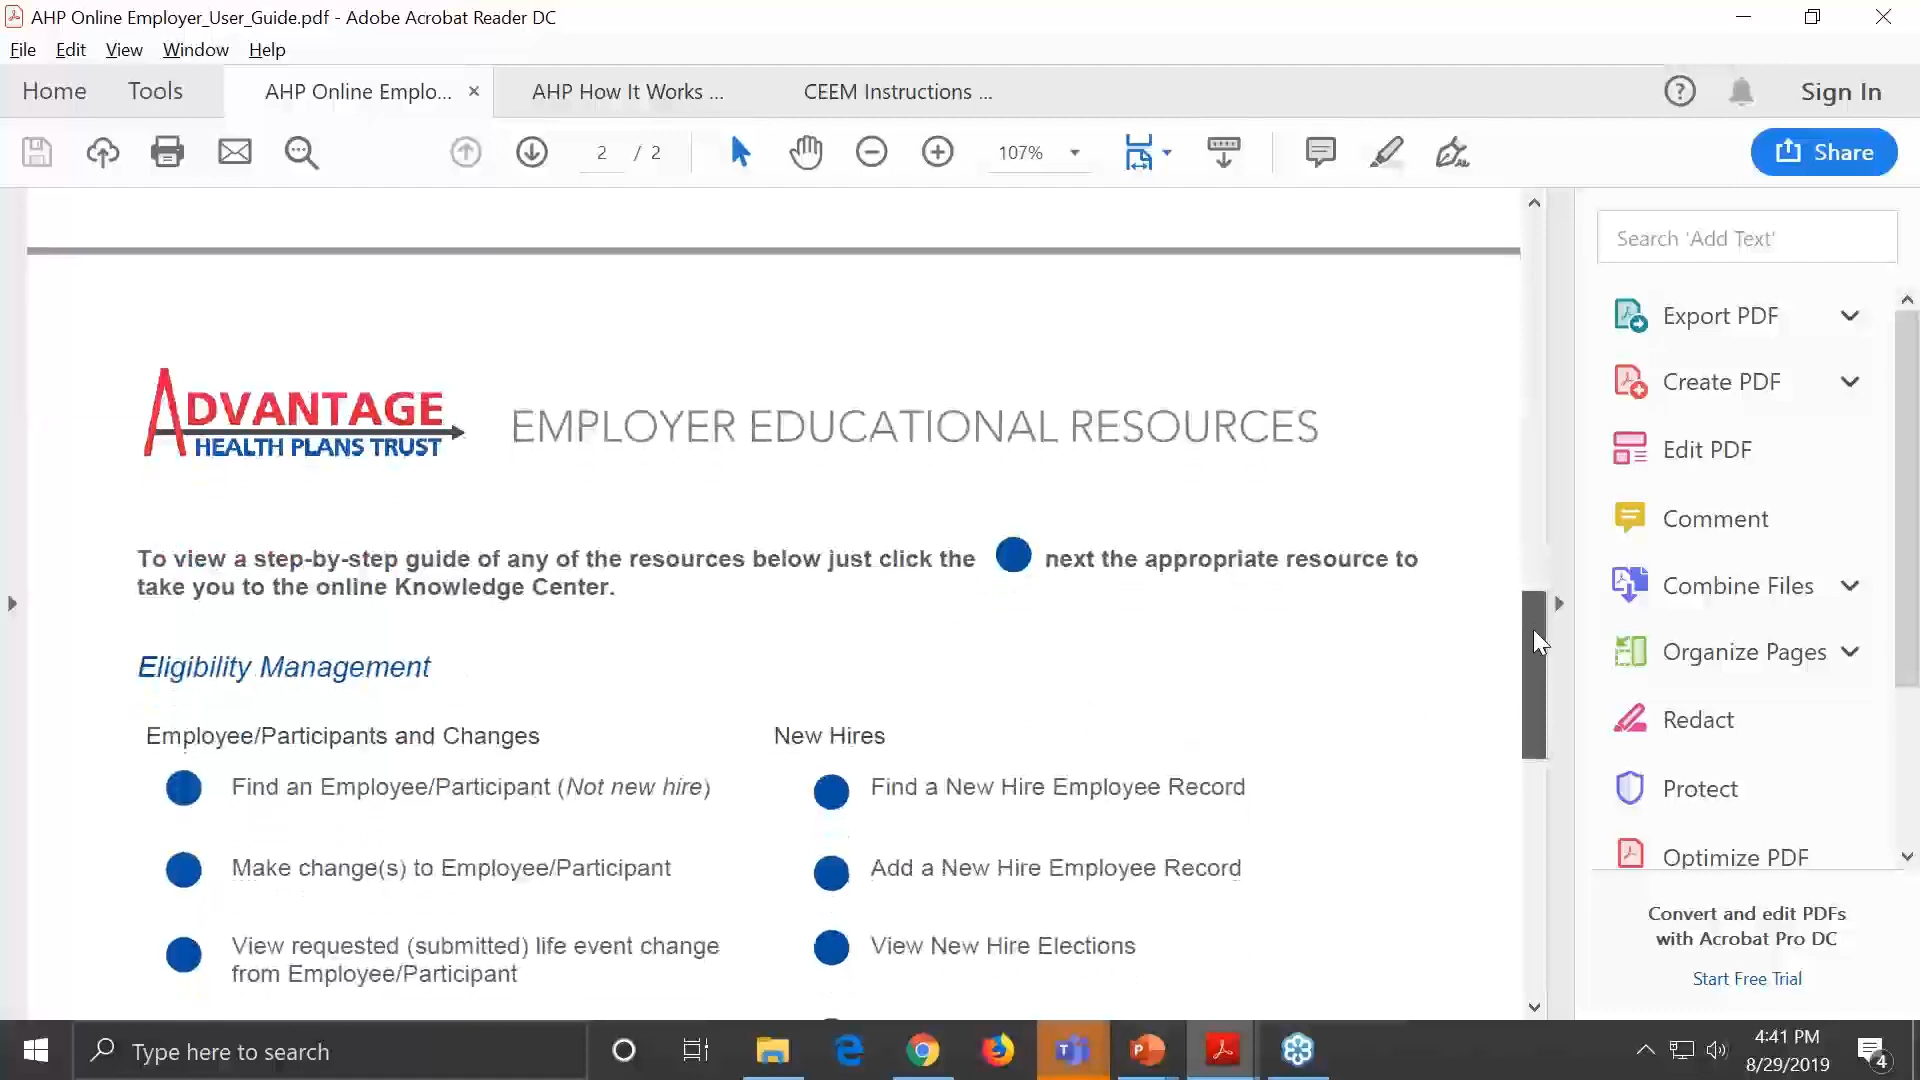 AHP Online Employer_User_Guide.pdf - Adobe Acrobat Reader DC
File Edit View Window Help
Home Tools AHP Online Emplo... × AHP How It Works ... CEEM Instructions ... Sign In
2 / 2 107% Share
Search 'Add Text'
Export PDF
Create PDF
Edit PDF
Comment
Combine Files
Organize Pages
Redact
Protect
Optimize PDF
Convert and edit PDFs
with Acrobat Pro DC
Start Free Trial
ADVANTAGE
HEALTH PLANS TRUST
EMPLOYER EDUCATIONAL RESOURCES
To view a step-by-step guide of any of the resources below just click the next the appropriate resource to
take you to the online Knowledge Center.
Eligibility Management
Employee/Participants and Changes
Find an Employee/Participant (Not new hire)
Make change(s) to Employee/Participant
View requested (submitted) life event change
from Employee/Participant
New Hires
Find a New Hire Employee Record
Add a New Hire Employee Record
View New Hire Elections
Type here to search
4:41 PM
8/29/2019
4